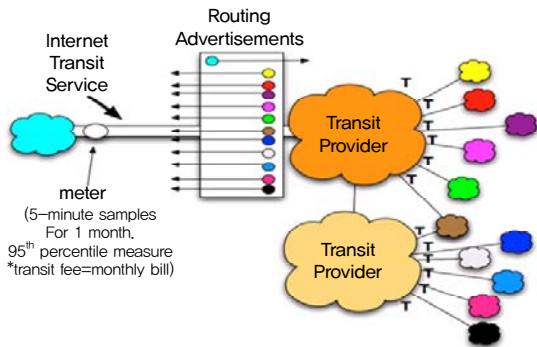 Routing
Advertisements
Internet
Transit
Service
Transit
Provider
meter
(5-minute samples
For 1 month.
95th percentile measure
*transit fee=monthly bill)
Transit
Provider
T
T
T
T
T
T
T
T
T
T
T
T